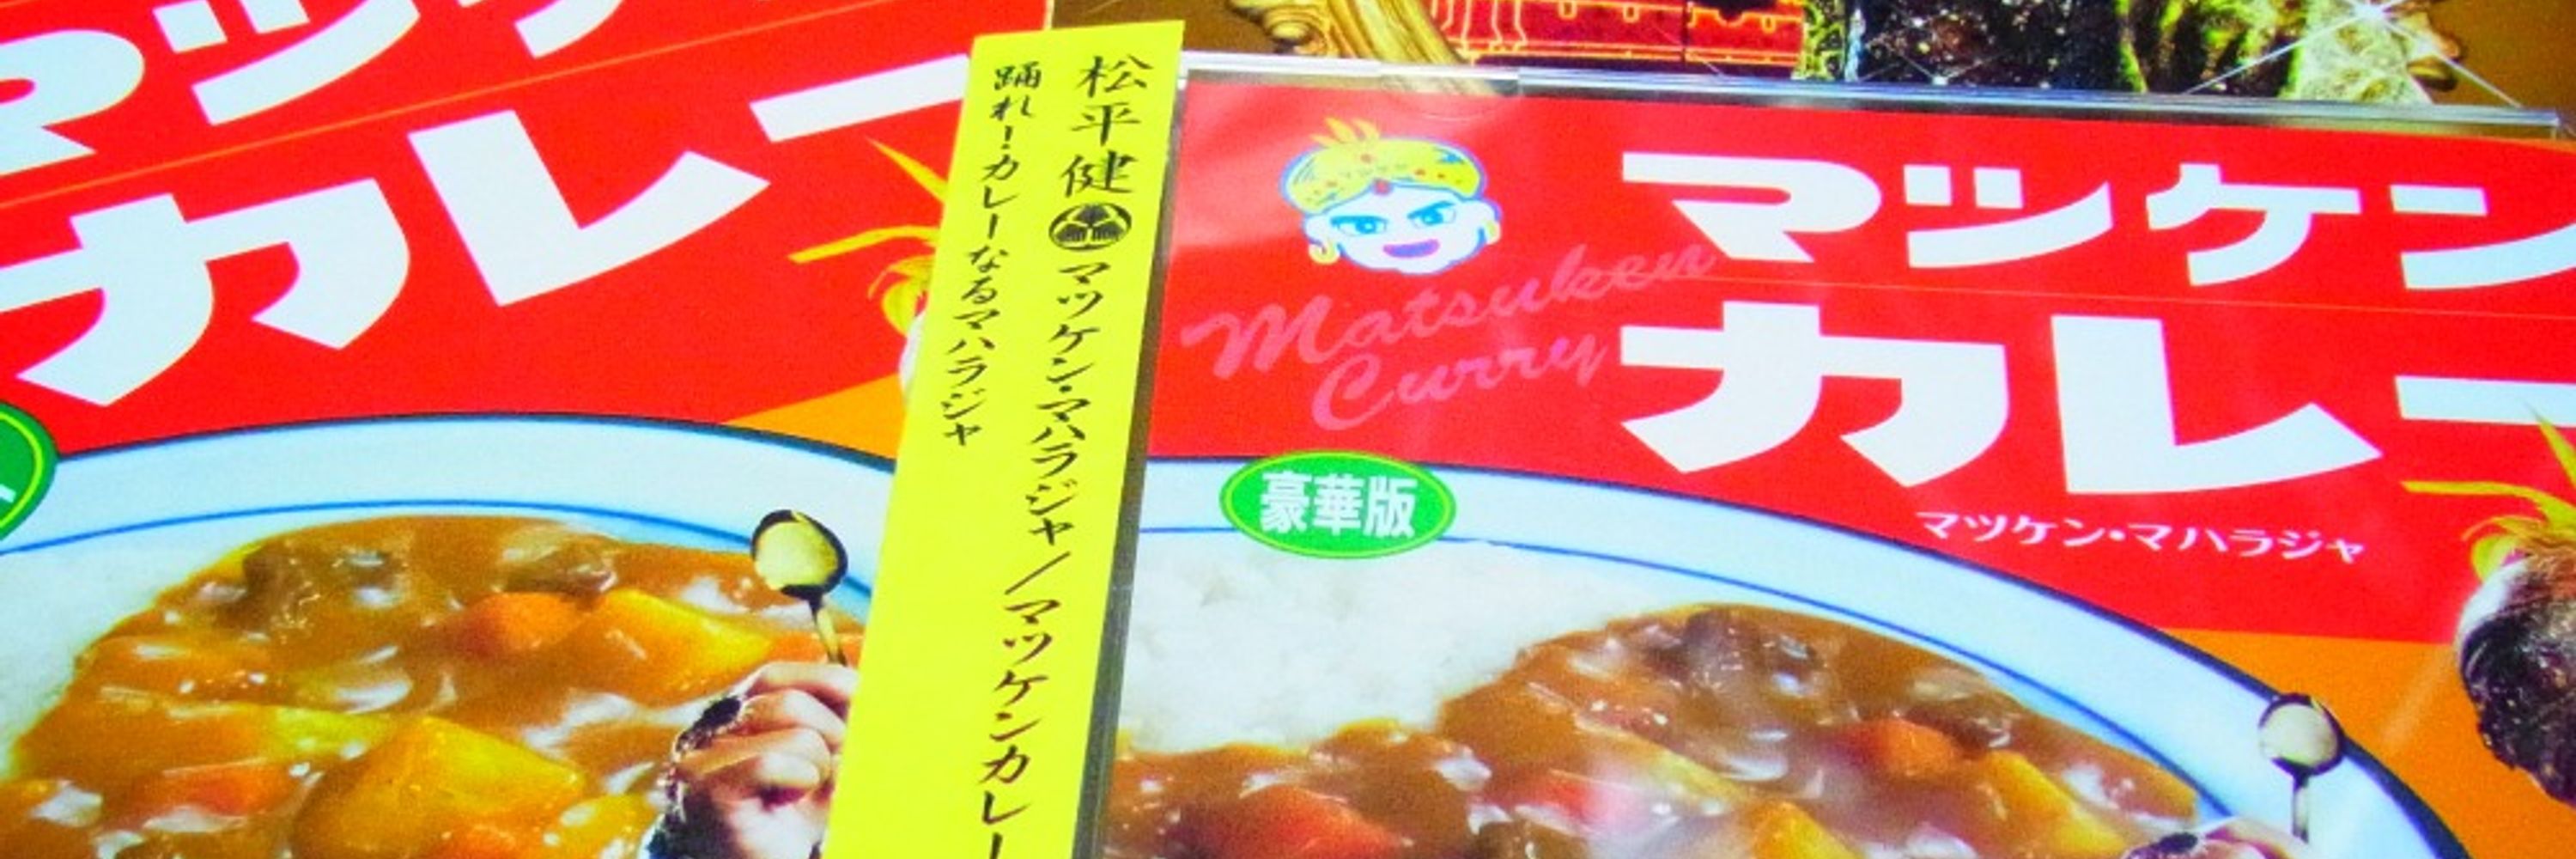 マツケ
カレー
松平健 マツケン・マハラジャ/マツケンカレー
踊れ!カレーなるマハラジャ
マツケン
Matsuken
Curry
カレー
マツケン・マハラジャ
豪華版